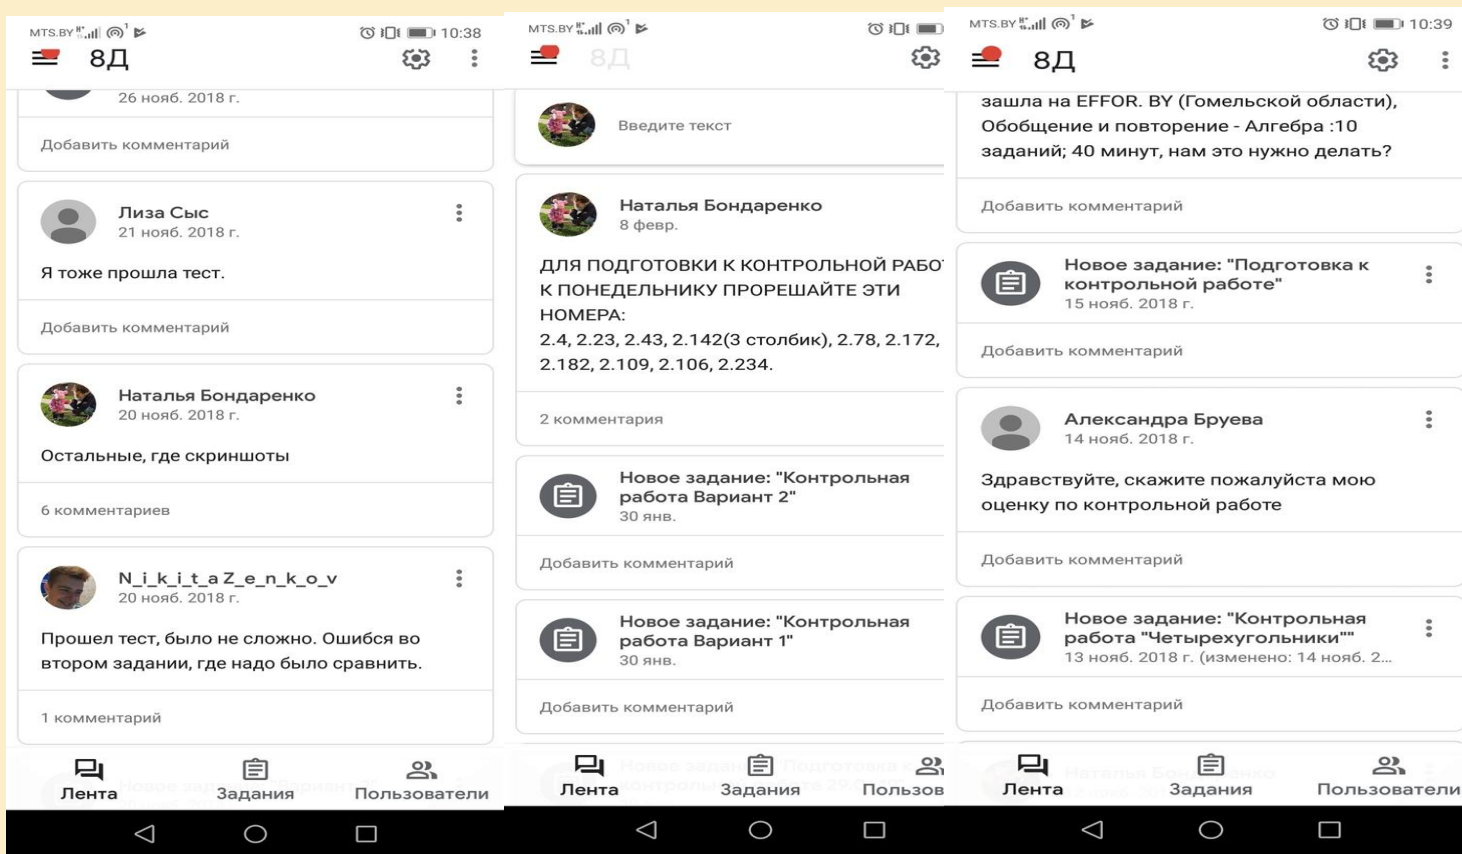 MTS.BY 10:38
8Д
26 нояб. 2018 г.
Добавить комментарий
Лиза Сыс
21 нояб. 2018 г.
Я тоже прошла тест.
Добавить комментарий
Наталья Бондаренко
20 нояб. 2018 г.
Остальные, где скриншоты
6 комментариев
N_i_k_i_t_a Z_e_n_k_o_v
20 нояб. 2018 г.
Прошел тест, было не сложно. Ошибся во
втором задании, где надо было сравнить.
1 комментарий
Лента Задания Пользователи
MTS.BY
8Д
Введите текст
Наталья Бондаренко
8 февр.
ДЛЯ ПОДГОТОВКИ К КОНТРОЛЬНОЙ РАБО
К ПОНЕДЕЛЬНИКУ ПРОРЕШАЙТЕ ЭТИ
НОМЕРА:
2.4, 2.23, 2.43, 2.142(3 столбик), 2.78, 2.172,
2.182, 2.109, 2.106, 2.234.
2 комментария
Новое задание: "Контрольная
работа Вариант 2"
30 янв.
Добавить комментарий
Новое задание: "Контрольная
работа Вариант 1"
30 янв.
Добавить комментарий
Лента Задания Пользов
MTS.BY 10:39
8Д
зашла на EFFOR. BY (Гомельской области),
Обобщение и повторение - Алгебра :10
заданий; 40 минут, нам это нужно делать?
Добавить комментарий
Новое задание: "Подготовка к
контрольной работе"
15 нояб. 2018 г.
Добавить комментарий
Александра Бруева
14 нояб. 2018 г.
Здравствуйте, скажите пожалуйста мою
оценку по контрольной работе
Добавить комментарий
Новое задание: "Контрольная
работа "Четырехугольники""
13 нояб. 2018 г. (изменено: 14 нояб. 2...
Добавить комментарий
Лента Задания Пользователи